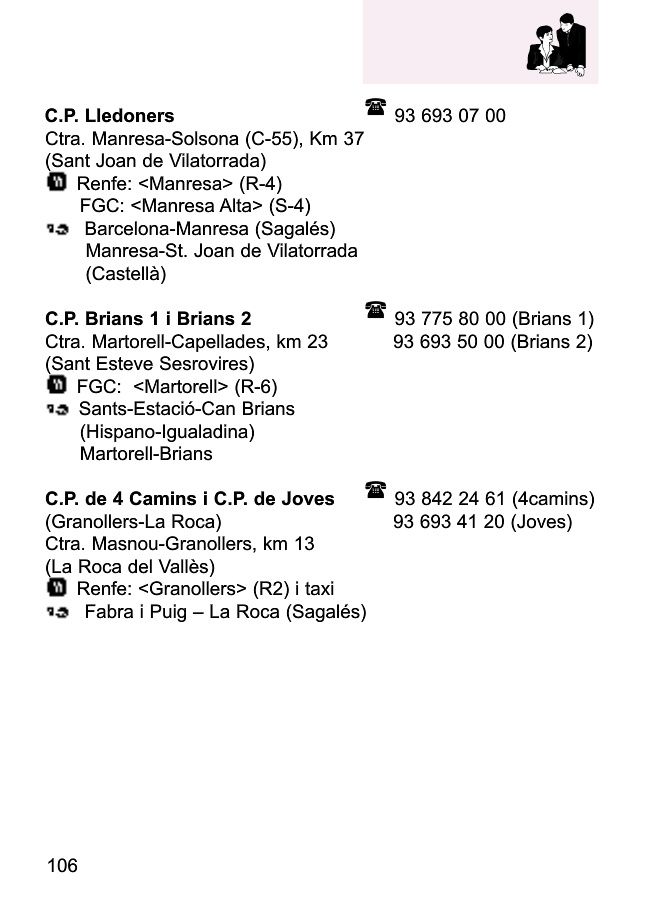 C.P. Lledoners 93 693 07 00
Ctra. Manresa-Solsona (C-55), Km 37
(Sant Joan de Vilatorrada)
Renfe: <Manresa> (R-4)
FGC: <Manresa Alta> (S-4)
Barcelona-Manresa (Sagalés)
Manresa-St. Joan de Vilatorrada
(Castellà)
C.P. Brians 1 i Brians 2 93 775 80 00 (Brians 1)
Ctra. Martorell-Capellades, km 23 93 693 50 00 (Brians 2)
(Sant Esteve Sesrovires)
FGC: <Martorell> (R-6)
Sants-Estació-Can Brians
(Hispano-Igualadina)
Martorell-Brians
C.P. de 4 Camins i C.P. de Joves 93 842 24 61 (4camins)
(Granollers-La Roca) 93 693 41 20 (Joves)
Ctra. Masnou-Granollers, km 13
(La Roca del Vallès)
Renfe: <Granollers> (R2) i taxi
Fabra i Puig – La Roca (Sagalés)
106